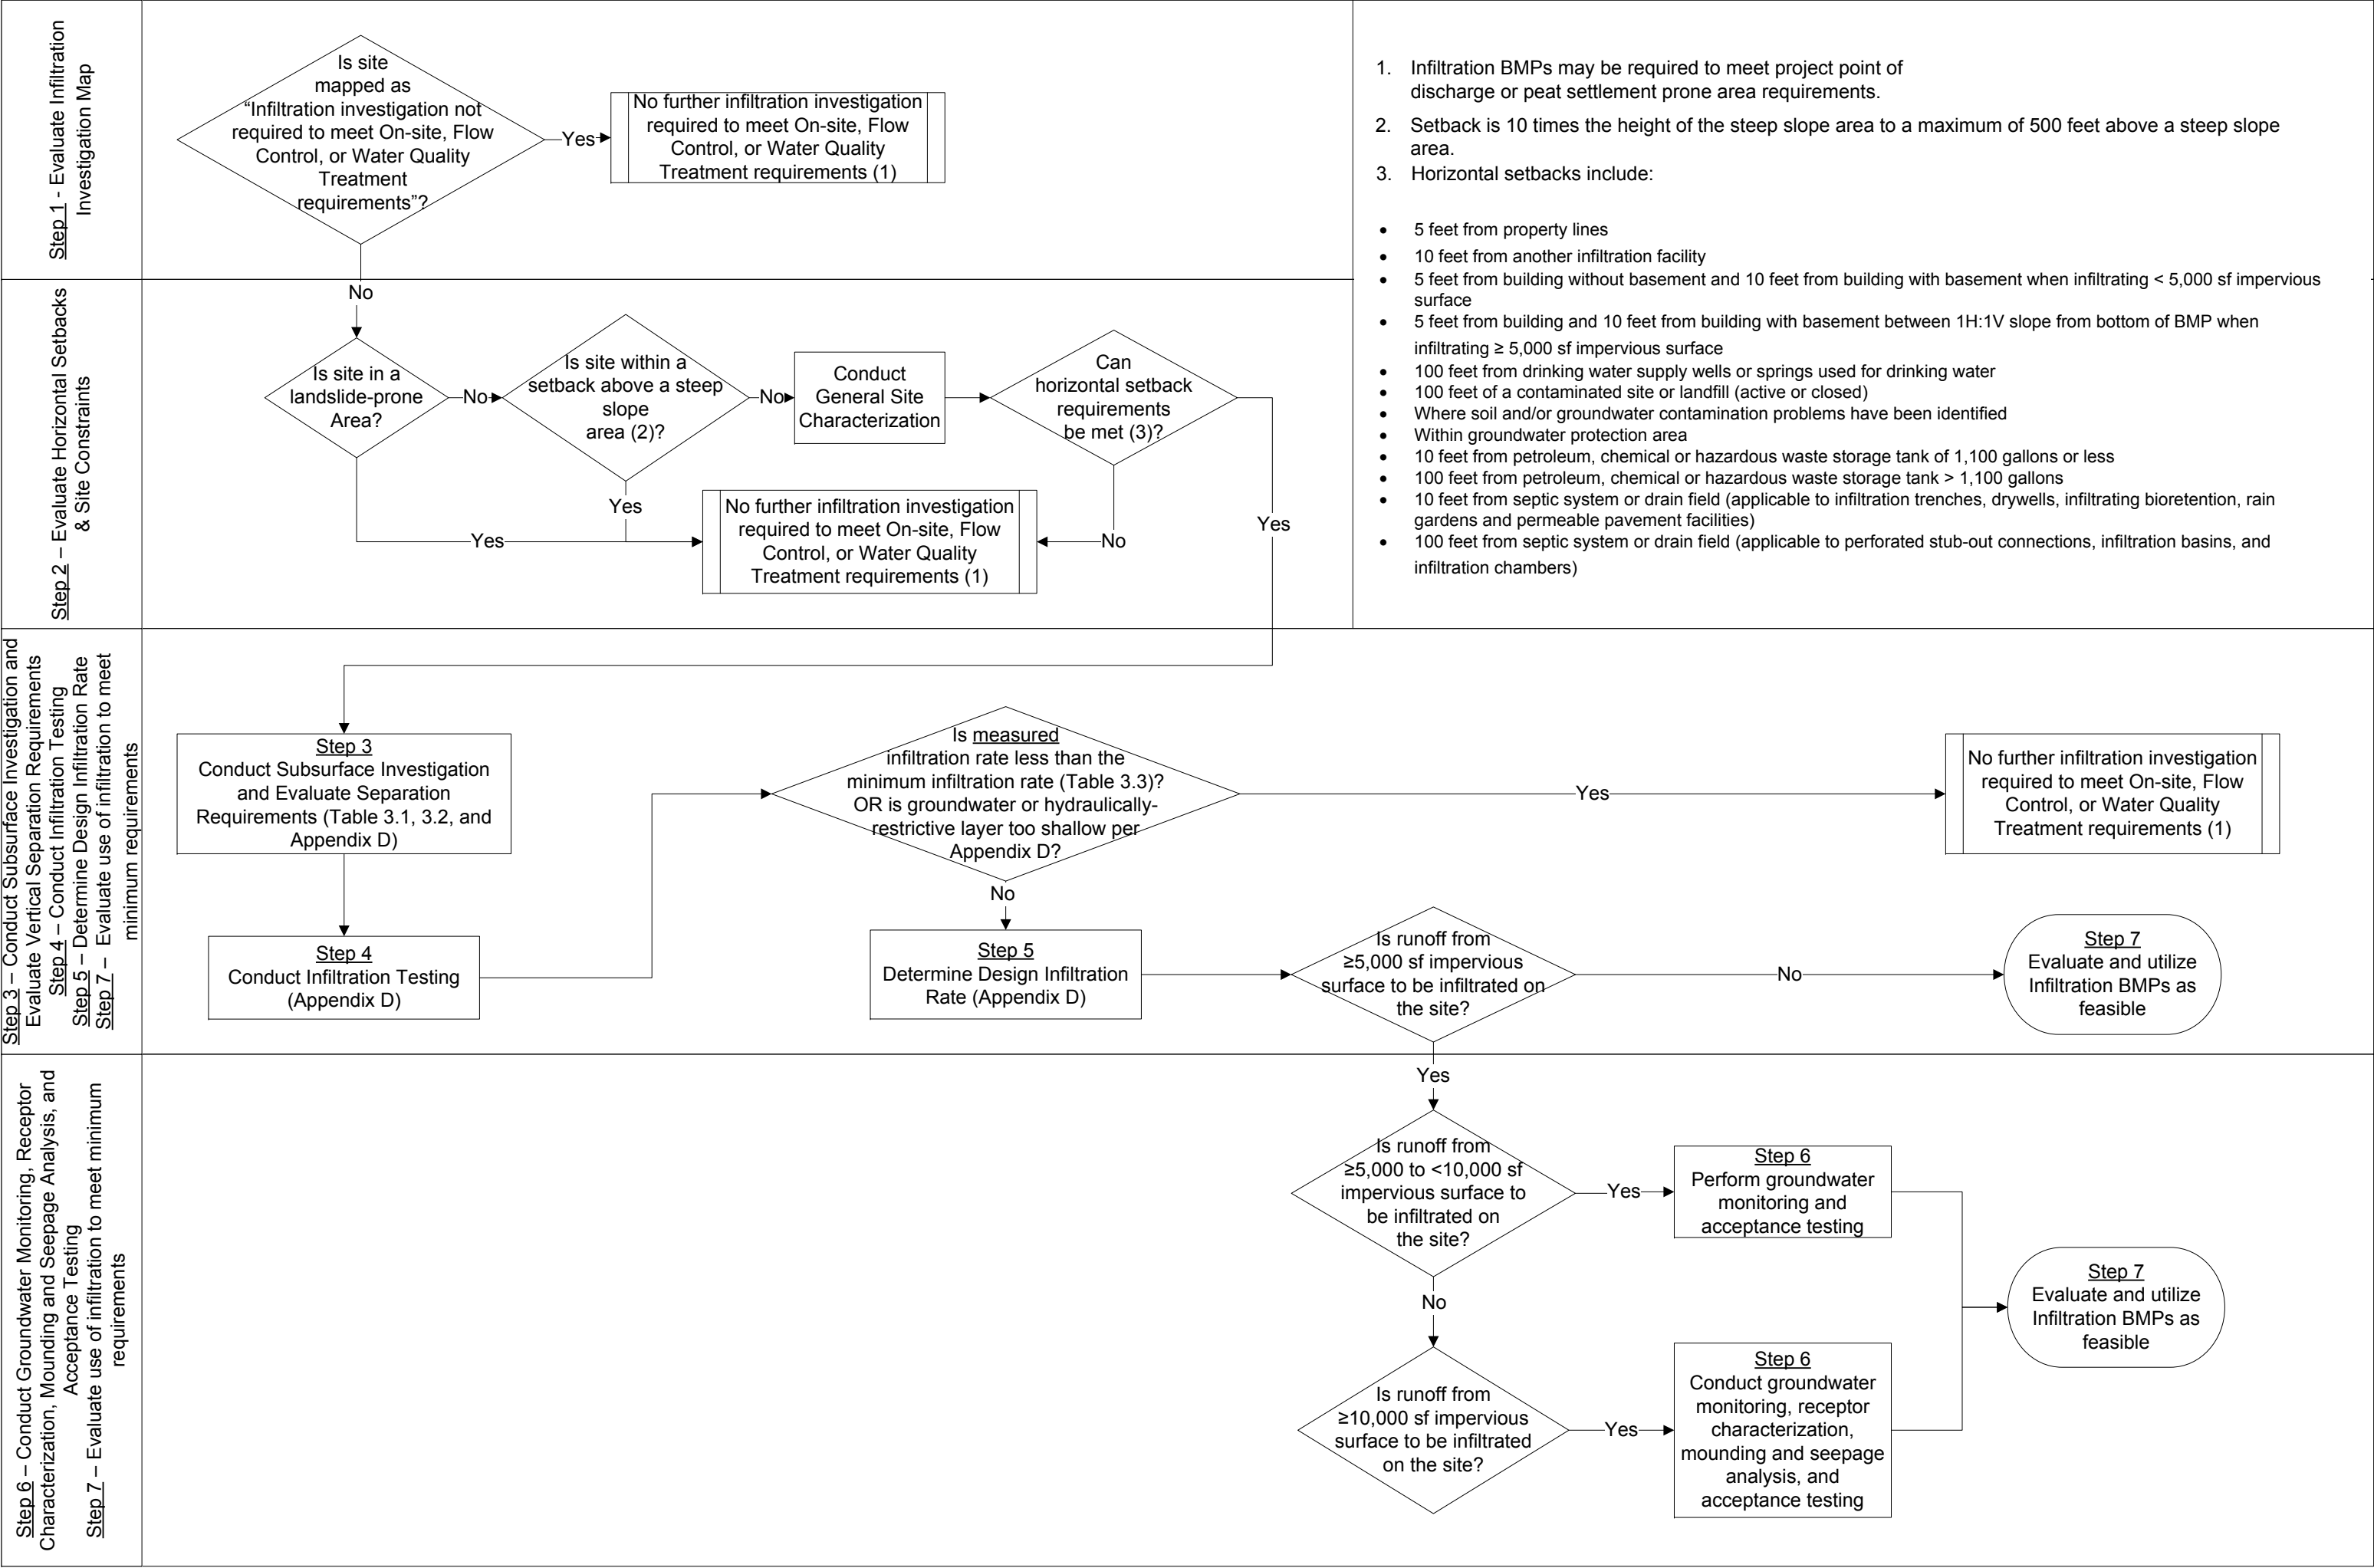 Step 1 - Evaluate Infiltration
Investigation Map
Is site
mapped as
“Infiltration investigation not
required to meet On-site, Flow
Control, or Water Quality
Treatment
requirements”?
Yes
No further infiltration investigation
required to meet On-site, Flow
Control, or Water Quality
Treatment requirements (1)
1. Infiltration BMPs may be required to meet project point of
discharge or peat settlement prone area requirements.
2. Setback is 10 times the height of the steep slope area to a maximum of 500 feet above a steep slope
area.
3. Horizontal setbacks include:
• 5 feet from property lines
• 10 feet from another infiltration facility
• 5 feet from building without basement and 10 feet from building with basement when infiltrating < 5,000 sf impervious
surface
• 5 feet from building and 10 feet from building with basement between 1H:1V slope from bottom of BMP when
infiltrating ≥ 5,000 sf impervious surface
• 100 feet from drinking water supply wells or springs used for drinking water
• 100 feet of a contaminated site or landfill (active or closed)
• Where soil and/or groundwater contamination problems have been identified
• Within groundwater protection area
• 10 feet from petroleum, chemical or hazardous waste storage tank of 1,100 gallons or less
• 100 feet from petroleum, chemical or hazardous waste storage tank > 1,100 gallons
• 10 feet from septic system or drain field (applicable to infiltration trenches, drywells, infiltrating bioretention, rain
gardens and permeable pavement facilities)
• 100 feet from septic system or drain field (applicable to perforated stub-out connections, infiltration basins, and
infiltration chambers)
Step 2 – Evaluate Horizontal Setbacks
& Site Constraints
No
Is site in a
landslide-prone
Area?
No
Is site within a
setback above a steep
slope
area (2)?
No
Conduct
General Site
Characterization
Can
horizontal setback
requirements
be met (3)?
Yes
Yes
Yes
No
No further infiltration investigation
required to meet On-site, Flow
Control, or Water Quality
Treatment requirements (1)
Step 3 – Conduct Subsurface Investigation and
Evaluate Vertical Separation Requirements
Step 4 – Conduct Infiltration Testing
Step 5 – Determine Design Infiltration Rate
Step 7 – Evaluate use of infiltration to meet
minimum requirements
Step 3
Conduct Subsurface Investigation
and Evaluate Separation
Requirements (Table 3.1, 3.2, and
Appendix D)
Step 4
Conduct Infiltration Testing
(Appendix D)
Is measured
infiltration rate less than the
minimum infiltration rate (Table 3.3)?
OR is groundwater or hydraulically-
restrictive layer too shallow per
Appendix D?
Yes
No further infiltration investigation
required to meet On-site, Flow
Control, or Water Quality
Treatment requirements (1)
No
Step 5
Determine Design Infiltration
Rate (Appendix D)
Is runoff from
≥5,000 sf impervious
surface to be infiltrated on
the site?
No
Step 7
Evaluate and utilize
Infiltration BMPs as
feasible
Step 6 – Conduct Groundwater Monitoring, Receptor
Characterization, Mounding and Seepage Analysis, and
Acceptance Testing
Step 7 – Evaluate use of infiltration to meet minimum
requirements
Yes
Is runoff from
≥5,000 to <10,000 sf
impervious surface to
be infiltrated on
the site?
Yes
Step 6
Perform groundwater
monitoring and
acceptance testing
No
Is runoff from
≥10,000 sf impervious
surface to be infiltrated
on the site?
Yes
Step 6
Conduct groundwater
monitoring, receptor
characterization,
mounding and seepage
analysis, and
acceptance testing
Step 7
Evaluate and utilize
Infiltration BMPs as
feasible